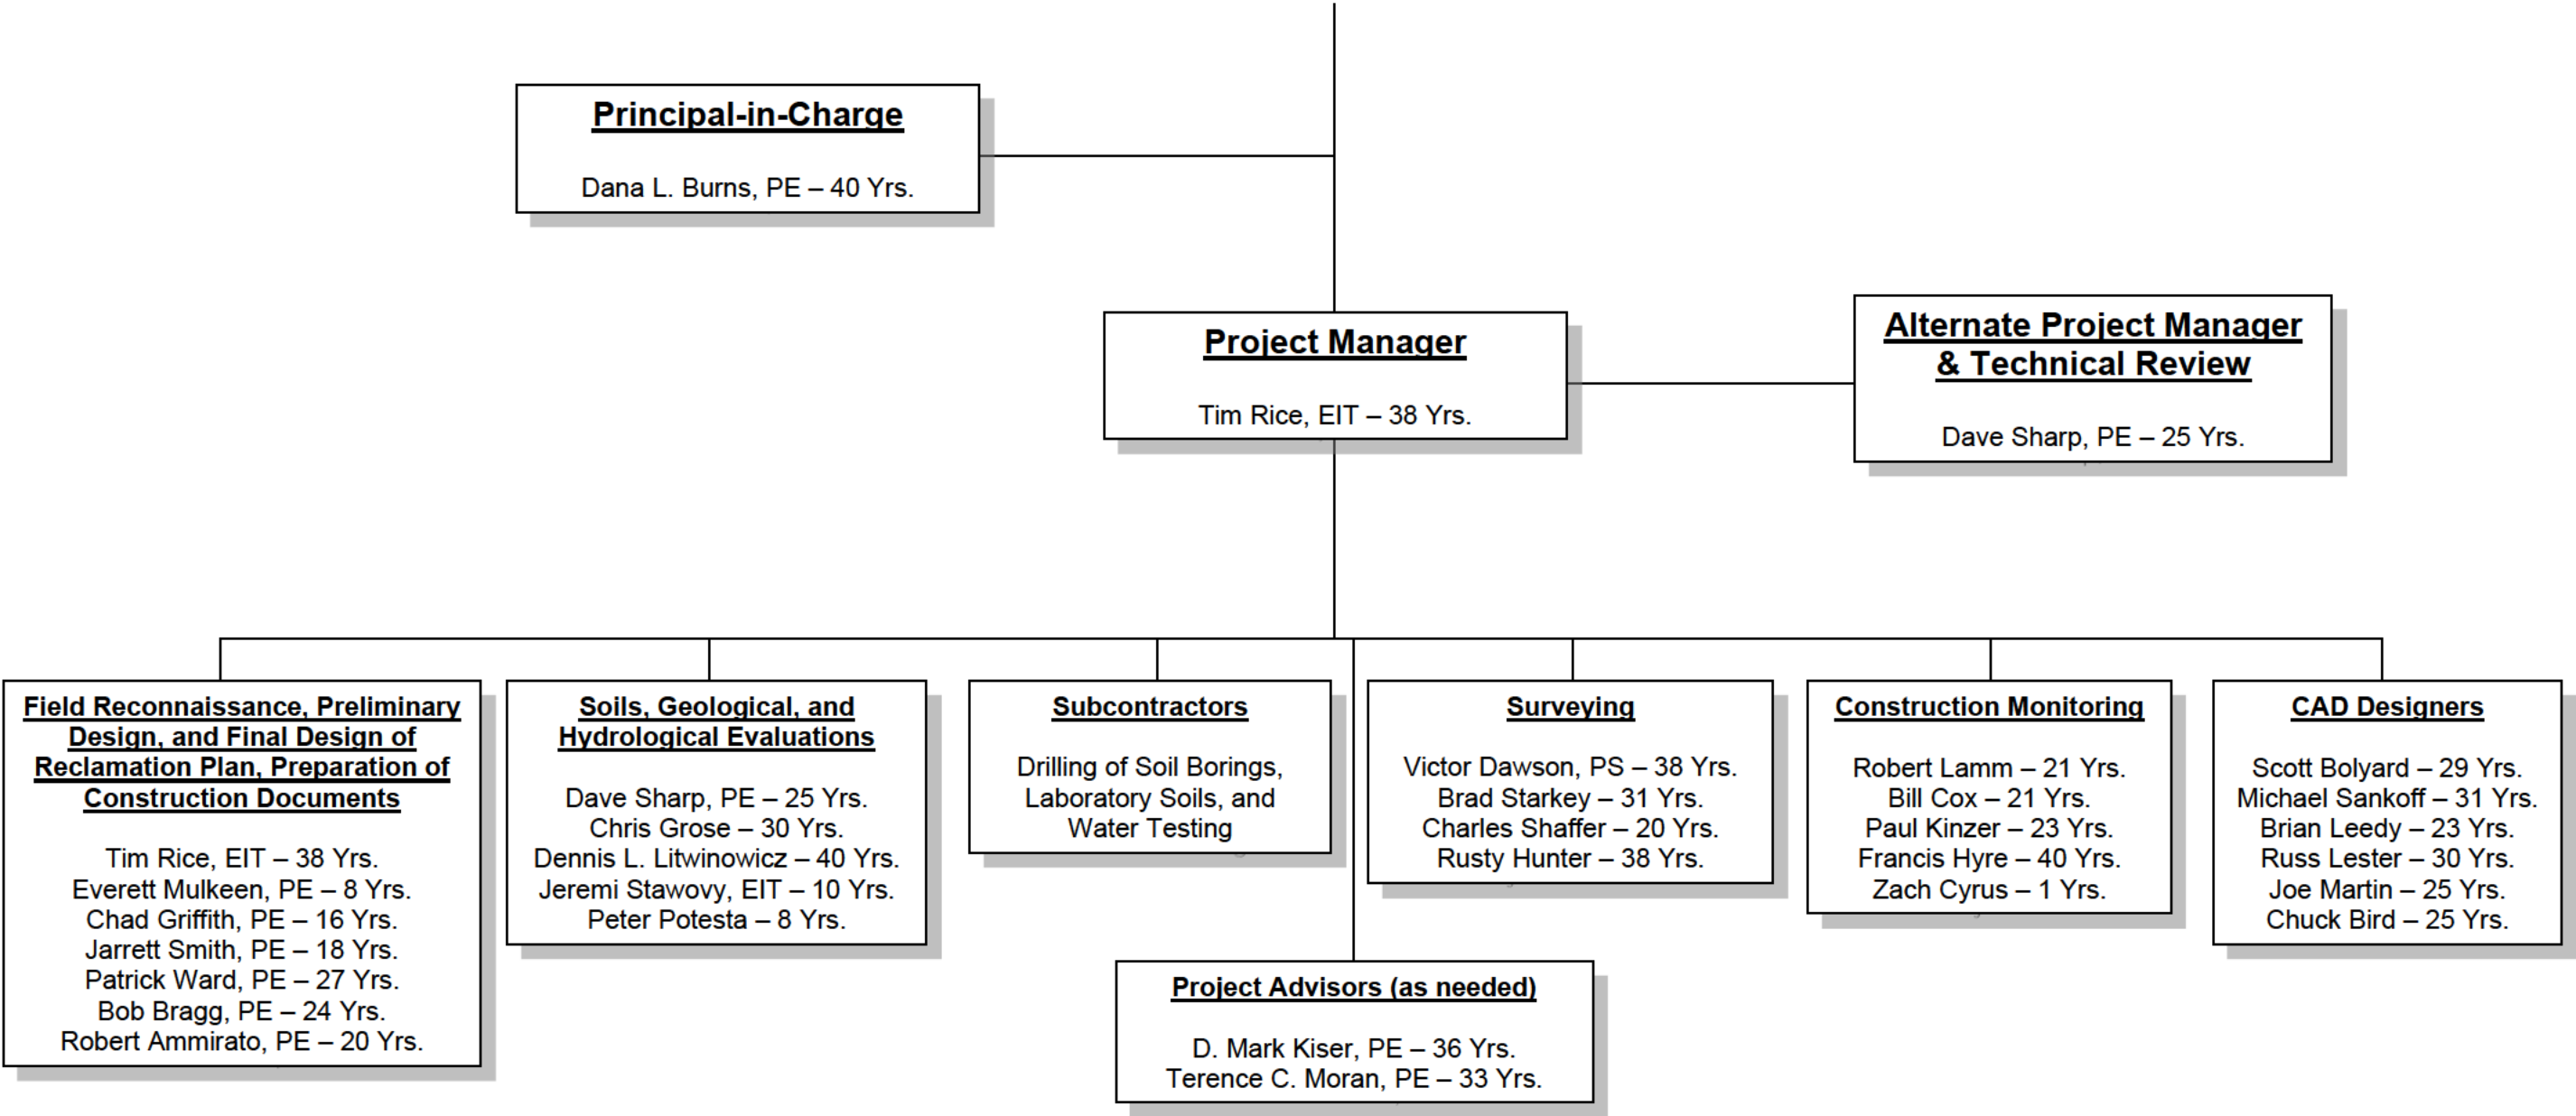 Principal-in-Charge
Dana L. Burns, PE – 40 Yrs.
Project Manager
Tim Rice, EIT – 38 Yrs.
Alternate Project Manager
& Technical Review
Dave Sharp, PE – 25 Yrs.
Field Reconnaissance, Preliminary
Design, and Final Design of
Reclamation Plan, Preparation of
Construction Documents
Tim Rice, EIT – 38 Yrs.
Everett Mulkeen, PE – 8 Yrs.
Chad Griffith, PE – 16 Yrs.
Jarrett Smith, PE – 18 Yrs.
Patrick Ward, PE – 27 Yrs.
Bob Bragg, PE – 24 Yrs.
Robert Ammirato, PE – 20 Yrs.
Soils, Geological, and
Hydrological Evaluations
Dave Sharp, PE – 25 Yrs.
Chris Grose – 30 Yrs.
Dennis L. Litwinowicz – 40 Yrs.
Jeremi Stawovy, EIT – 10 Yrs.
Peter Potesta – 8 Yrs.
Subcontractors
Drilling of Soil Borings,
Laboratory Soils, and
Water Testing
Surveying
Victor Dawson, PS – 38 Yrs.
Brad Starkey – 31 Yrs.
Charles Shaffer – 20 Yrs.
Rusty Hunter – 38 Yrs.
Construction Monitoring
Robert Lamm – 21 Yrs.
Bill Cox – 21 Yrs.
Paul Kinzer – 23 Yrs.
Francis Hyre – 40 Yrs.
Zach Cyrus – 1 Yrs.
CAD Designers
Scott Bolyard – 29 Yrs.
Michael Sankoff – 31 Yrs.
Brian Leedy – 23 Yrs.
Russ Lester – 30 Yrs.
Joe Martin – 25 Yrs.
Chuck Bird – 25 Yrs.
Project Advisors (as needed)
D. Mark Kiser, PE – 36 Yrs.
Terence C. Moran, PE – 33 Yrs.